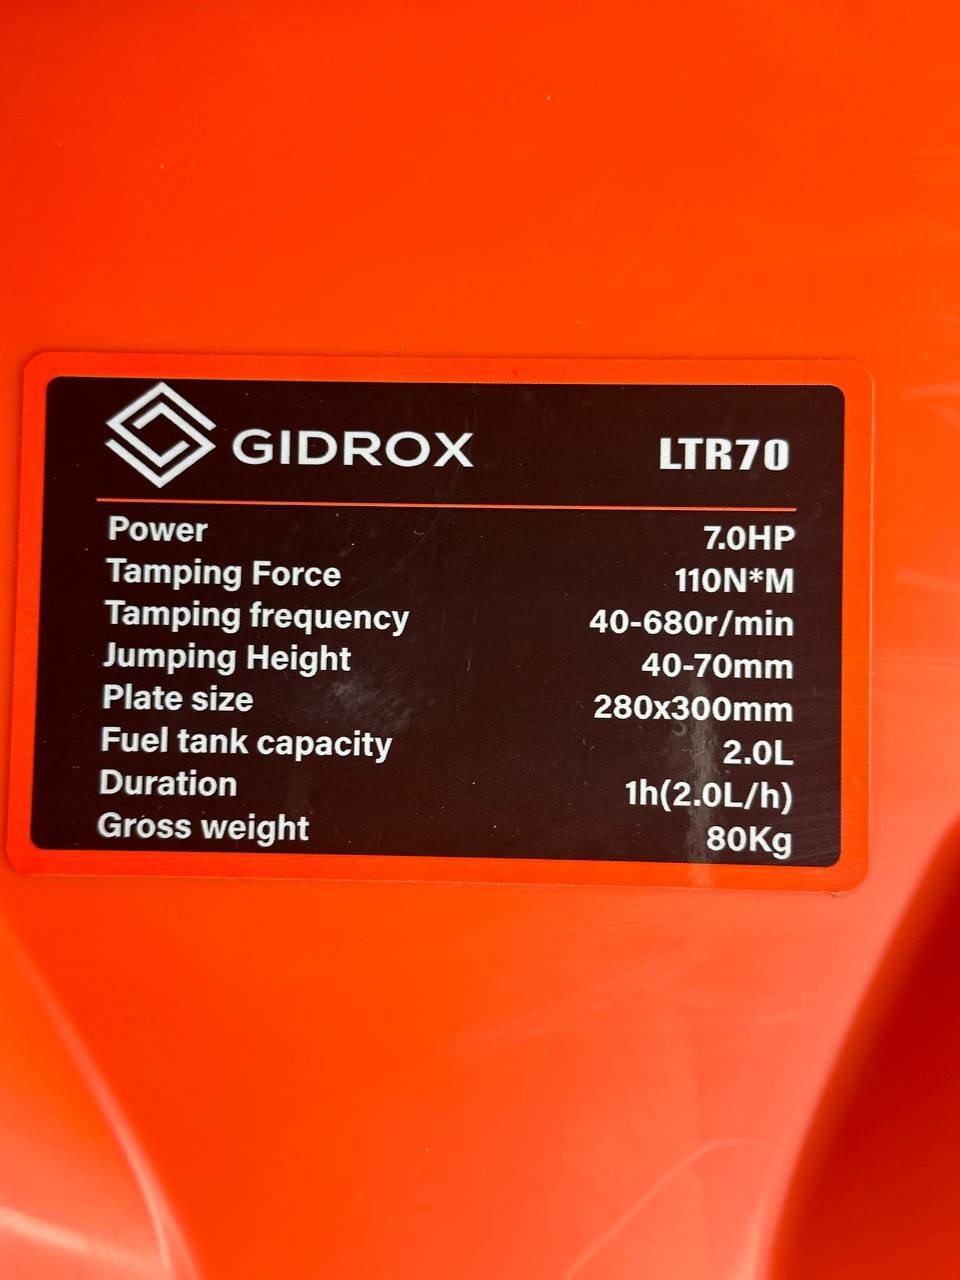 GIDROX LTR70
Power 7.0HP
Tamping Force 110N*M
Tamping frequency 40-680r/min
Jumping Height 40-70mm
Plate size 280x300mm
Fuel tank capacity 2.0L
Duration 1h(2.0L/h)
Gross weight 80Kg